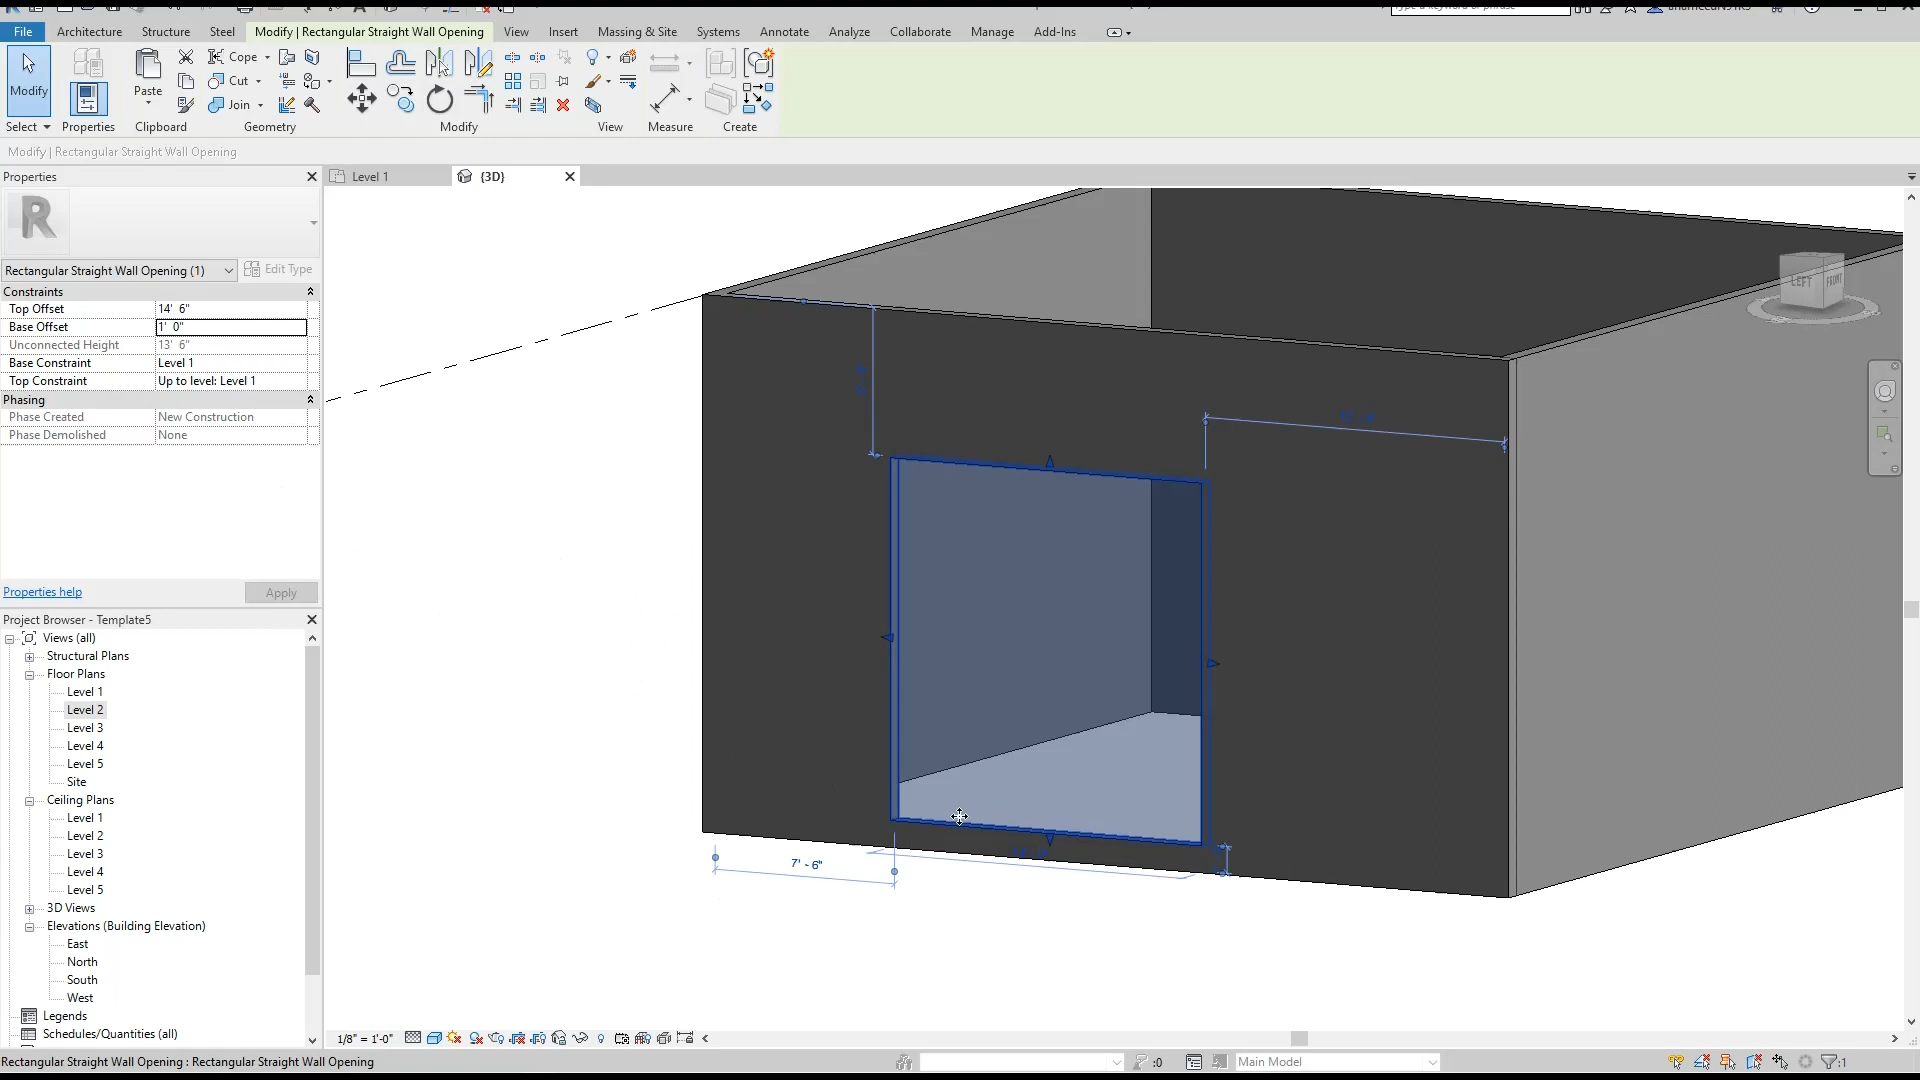 File
Architecture
Structure
Steel
Modify | Rectangular Straight Wall Opening
View
Insert
Massing & Site
Systems
Annotate
Analyze
Collaborate
Manage
Add-Ins
Modify
Paste
Cope
Cut
Join
Select
Properties
Clipboard
Geometry
Modify
View
Measure
Create
Modify | Rectangular Straight Wall Opening
Properties
Level 1
{3D}
R
Rectangular Straight Wall Opening (1)
Edit Type
Constraints
Top Offset 14' 6"
Base Offset 1' 0"
Unconnected Height 13' 6"
Base Constraint Level 1
Top Constraint Up to level: Level 1
Phasing
Phase Created New Construction
Phase Demolished None
Properties help
Apply
LEFT
FRONT
7' - 6"
Project Browser - Template5
Views (all)
Structural Plans
Floor Plans
Level 1
Level 2
Level 3
Level 4
Level 5
Site
Ceiling Plans
Level 1
Level 2
Level 3
Level 4
Level 5
3D Views
Elevations (Building Elevation)
East
North
South
West
Legends
Schedules/Quantities (all)
1/8" = 1'-0"
Rectangular Straight Wall Opening : Rectangular Straight Wall Opening
:0
Main Model
:1